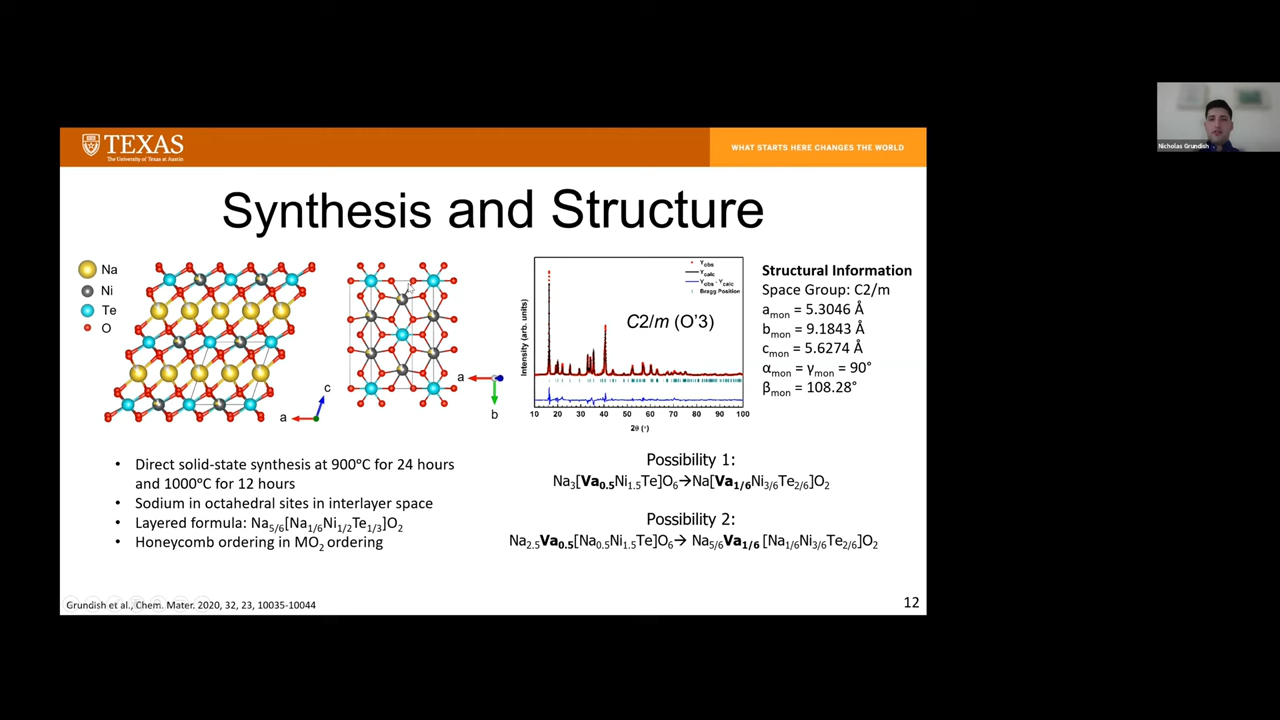 TEXAS
The University of Texas at Austin
WHAT STARTS HERE CHANGES THE WORLD
Nicholas Grundish
Synthesis and Structure
Na
Ni
Te
O
c
a
a
b
Intensity (arb. units)
Yobs
Ycalc
Yobs - Ycalc
Bragg Position
C2/m (O’3)
10 20 30 40 50 60 70 80 90 100
2θ (°)
Structural Information
Space Group: C2/m
amon = 5.3046 Å
bmon = 9.1843 Å
cmon = 5.6274 Å
αmon = γmon = 90°
βmon = 108.28°
• Direct solid-state synthesis at 900°C for 24 hours
and 1000°C for 12 hours
• Sodium in octahedral sites in interlayer space
• Layered formula: Na5/6[Na1/6Ni1/2Te1/3]O2
• Honeycomb ordering in MO2 ordering
Possibility 1:
Na3[Va0.5Ni1.5Te]O6→Na[Va1/6Ni3/6Te2/6]O2
Possibility 2:
Na2.5Va0.5[Na0.5Ni1.5Te]O6→ Na5/6Va1/6 [Na1/6Ni3/6Te2/6]O2
Grundish et al., Chem. Mater. 2020, 32, 23, 10035-10044
12